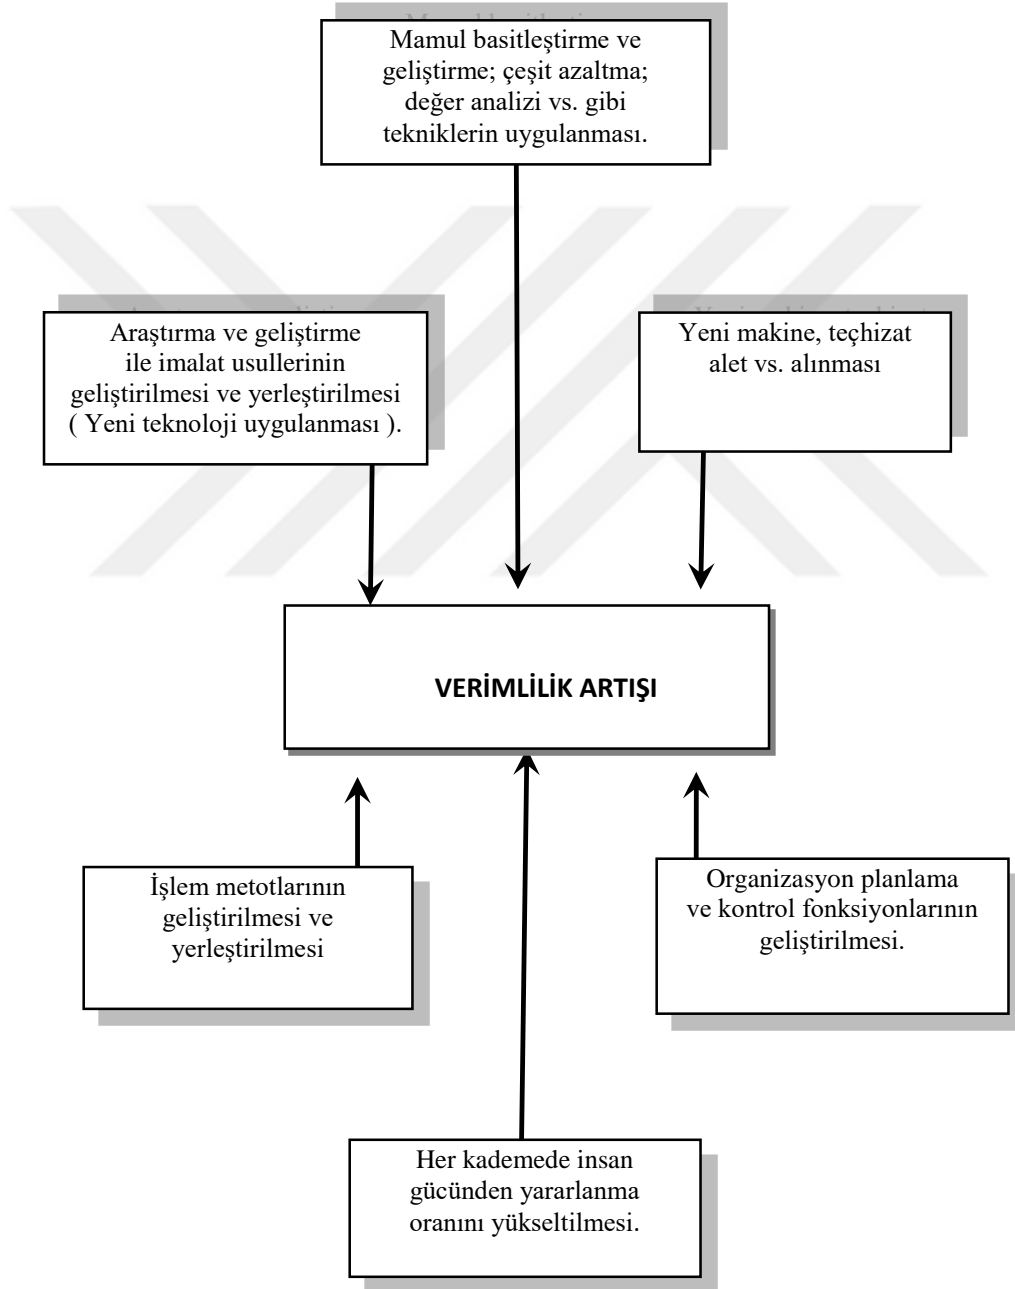 Mamul basitleştirme ve
geliştirme; çeşit azaltma;
değer analizi vs. gibi
tekniklerin uygulanması.
Araştırma ve geliştirme
ile imalat usullerinin
geliştirilmesi ve yerleştirilmesi
( Yeni teknoloji uygulanması ).
Yeni makine, teçhizat
alet vs. alınması
VERİMLİLİK ARTIŞI
İşlem metotlarının
geliştirilmesi ve
yerleştirilmesi
Organizasyon planlama
ve kontrol fonksiyonlarının
geliştirilmesi.
Her kademede insan
gücünden yararlanma
oranını yükseltilmesi.